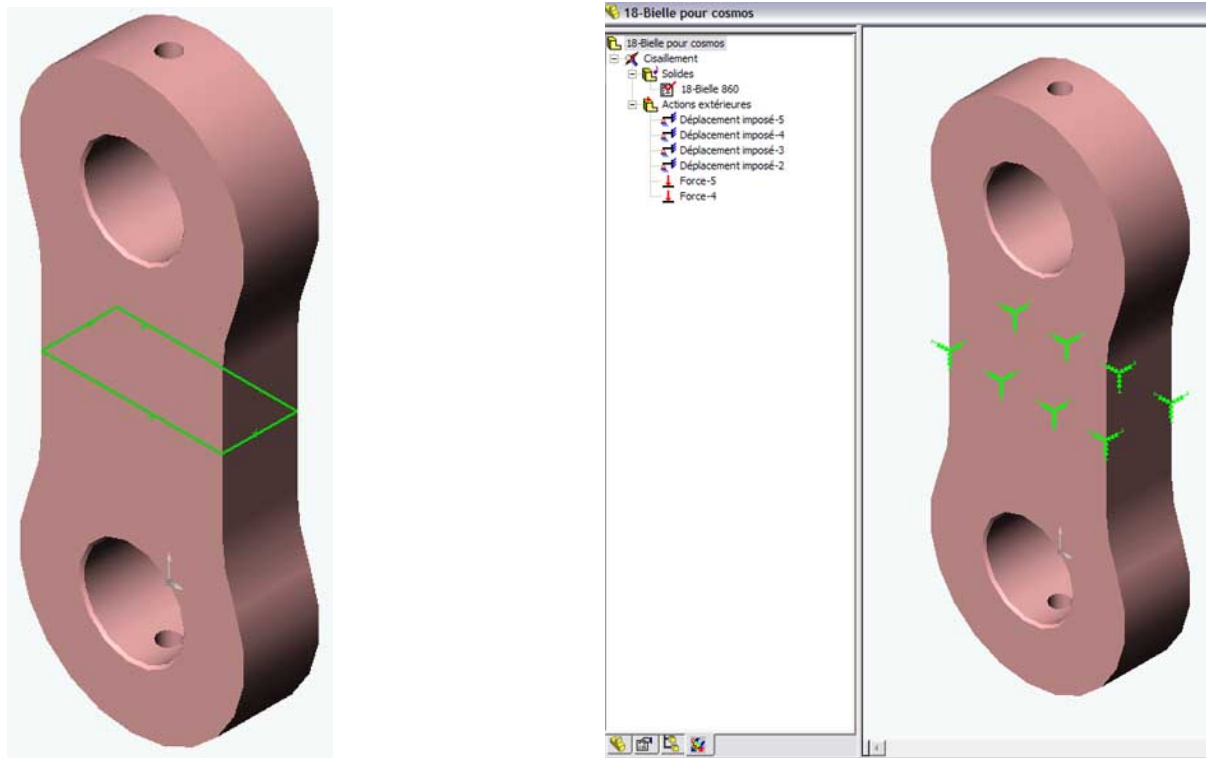 18-Bielle pour cosmos
18-Bielle pour cosmos
Cisaillement
Solides
18-Bielle 860
Actions extérieures
Déplacement imposé-5
Déplacement imposé-4
Déplacement imposé-3
Déplacement imposé-2
Force-5
Force-4